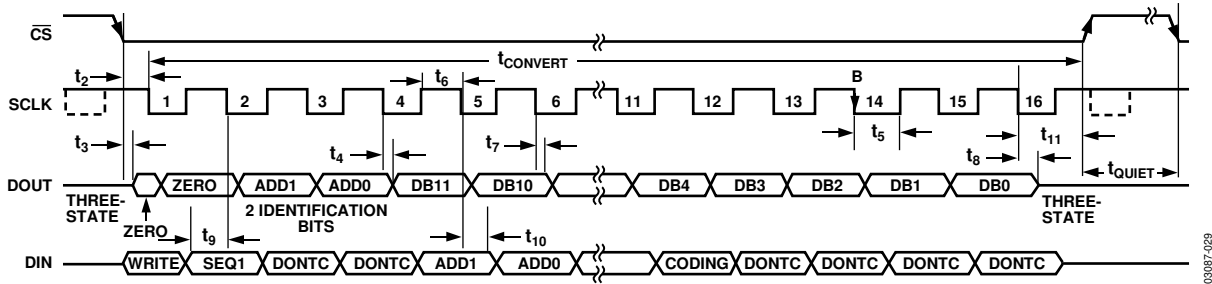 CS
t2
tCONVERT
t6
B
SCLK
1 2 3 4 5 6 11 12 13 14 15 16
t3
t4
t7
t5
t8
t11
tQUIET
DOUT
ZERO ADD1 ADD0 DB11 DB10 DB4 DB3 DB2 DB1 DB0
THREE-
STATE
ZERO
2 IDENTIFICATION
BITS
THREE-
STATE
t9
t10
DIN
WRITE SEQ1 DONTC DONTC ADD1 ADD0 CODING DONTC DONTC DONTC DONTC
03087-029